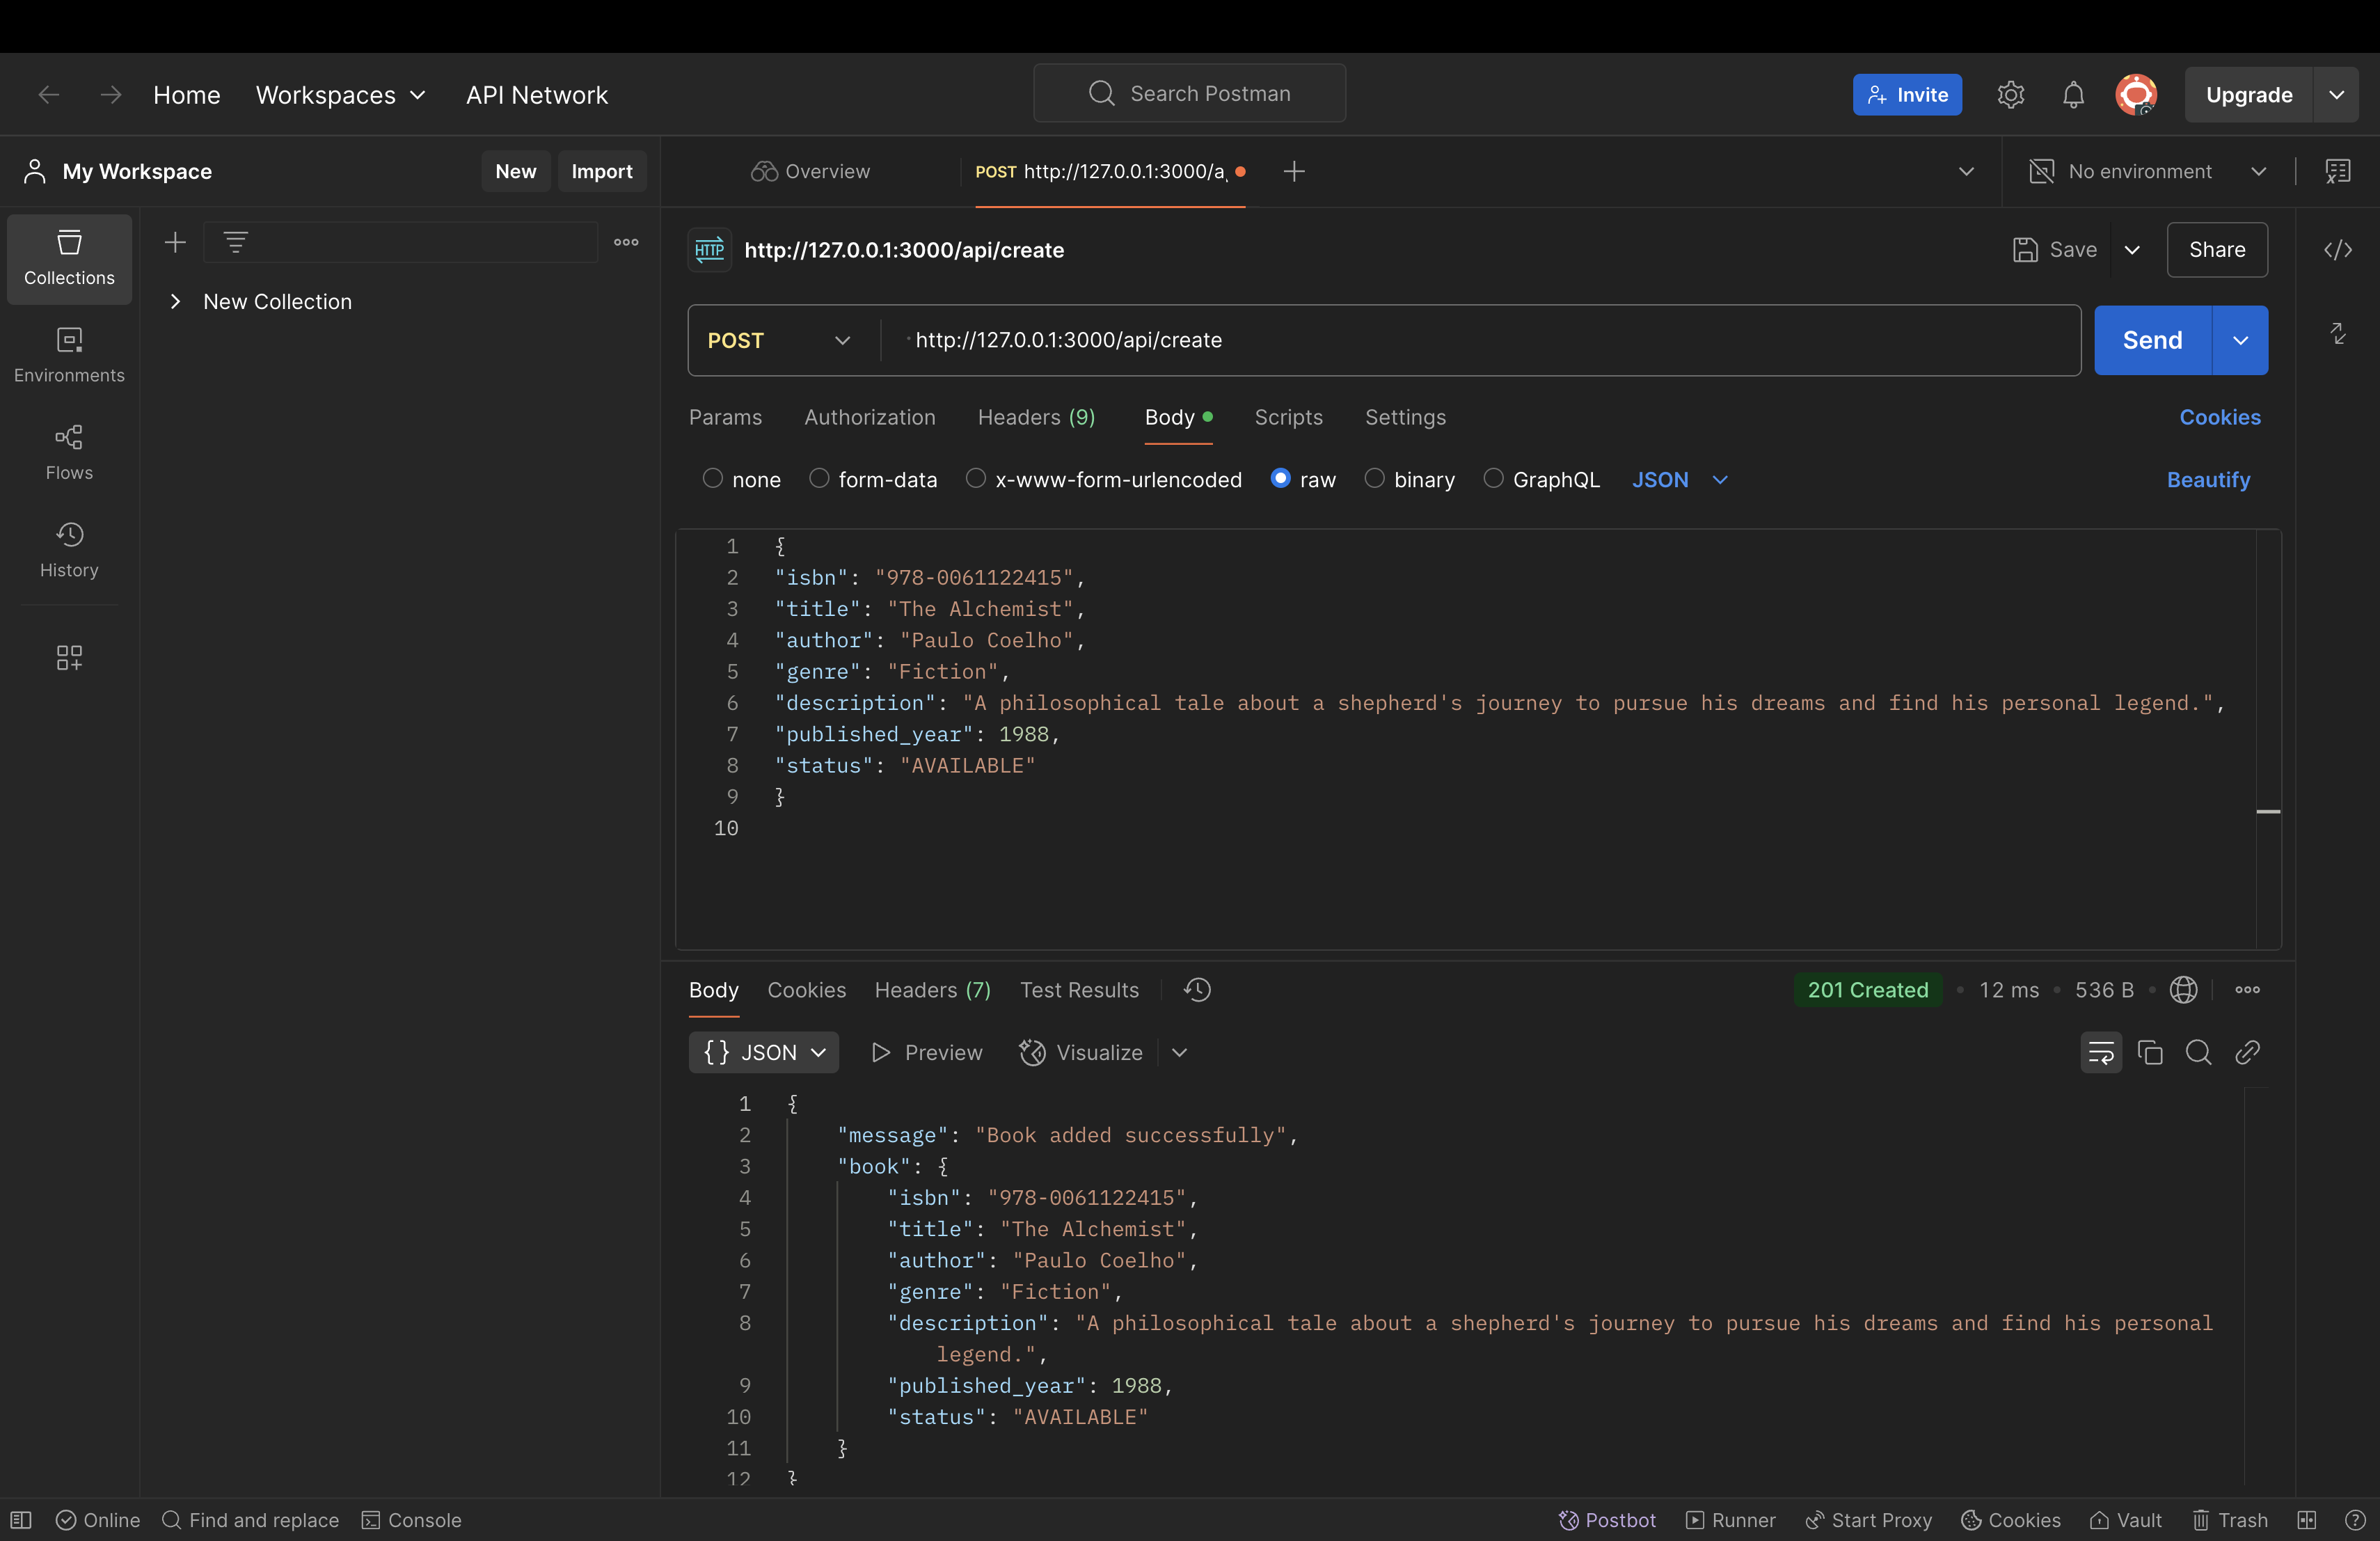 Home Workspaces API Network Search Postman Invite Upgrade
My Workspace New Import Overview POST http://127.0.0.1:3000/a No environment
Collections
Environments
Flows
History
New Collection
HTTP http://127.0.0.1:3000/api/create Save Share
POST http://127.0.0.1:3000/api/create Send
Params Authorization Headers (9) Body Scripts Settings Cookies
none form-data x-www-form-urlencoded raw binary GraphQL JSON Beautify
1 {
2 "isbn": "978-0061122415",
3 "title": "The Alchemist",
4 "author": "Paulo Coelho",
5 "genre": "Fiction",
6 "description": "A philosophical tale about a shepherd's journey to pursue his dreams and find his personal legend.",
7 "published_year": 1988,
8 "status": "AVAILABLE"
9 }
10
Body Cookies Headers (7) Test Results 201 Created • 12 ms • 536 B •
{} JSON Preview Visualize
1 {
2 "message": "Book added successfully",
3 "book": {
4 "isbn": "978-0061122415",
5 "title": "The Alchemist",
6 "author": "Paulo Coelho",
7 "genre": "Fiction",
8 "description": "A philosophical tale about a shepherd's journey to pursue his dreams and find his personal
legend.",
9 "published_year": 1988,
10 "status": "AVAILABLE"
11 }
12 }
Online Find and replace Console Postbot Runner Start Proxy Cookies Vault Trash